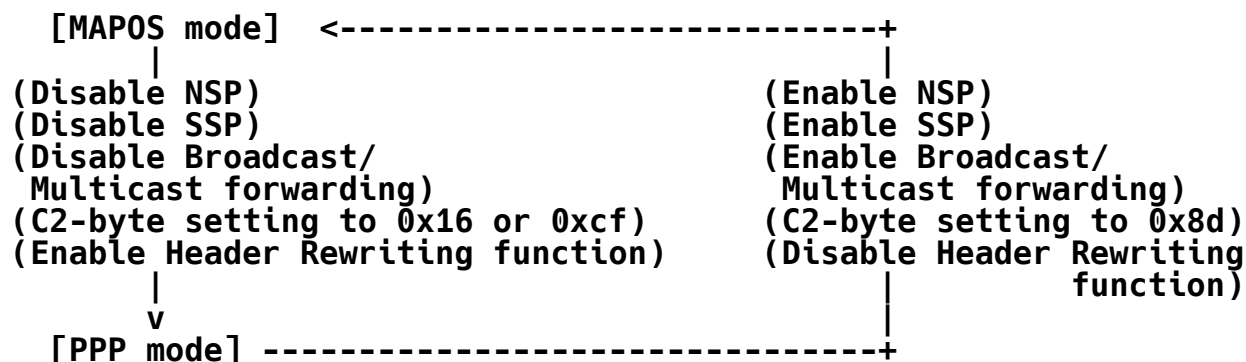 [MAPOS mode]  <-----------------------------+
        |                                      |
(Disable NSP)                          (Enable NSP)
(Disable SSP)                          (Enable SSP)
(Disable Broadcast/                    (Enable Broadcast/
 Multicast forwarding)                  Multicast forwarding)
(C2-byte setting to 0x16 or 0xcf)      (C2-byte setting to 0x8d)
(Enable Header Rewriting function)     (Disable Header Rewriting
        |                                      |         function)
        v                                      |
   [PPP mode] ---------------------------------+